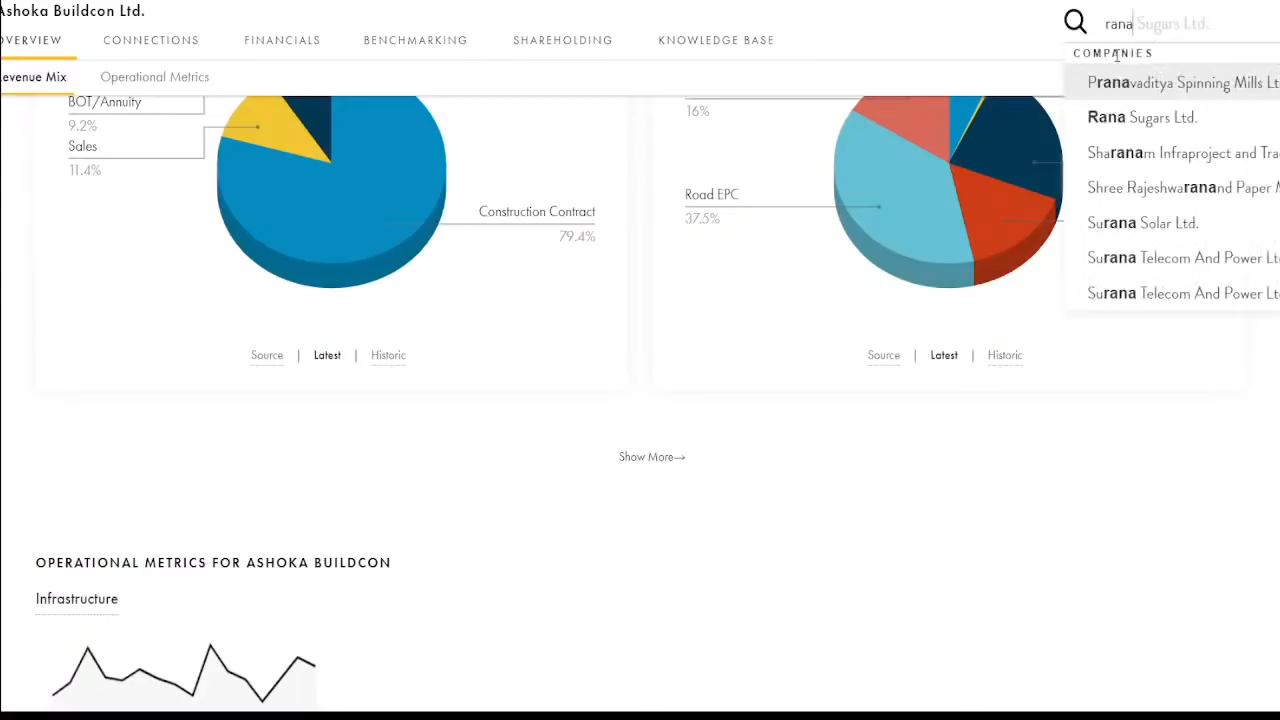 Ashoka Buildcon Ltd.
rana Sugars Ltd.
OVERVIEW CONNECTIONS FINANCIALS BENCHMARKING SHAREHOLDING KNOWLEDGE BASE
COMPANIES
Revenue Mix Operational Metrics
Pranavaditya Spinning Mills Lt
Rana Sugars Ltd.
Sharanam Infraproject and Tra
Shree Rajeshwaranand Paper M
Surana Solar Ltd.
Surana Telecom And Power Lt
Surana Telecom And Power Lt
BOT/Annuity
9.2%
Sales
11.4%
Construction Contract
79.4%
16%
Road EPC
37.5%
Source | Latest | Historic
Source | Latest | Historic
Show More→
OPERATIONAL METRICS FOR ASHOKA BUILDCON
Infrastructure